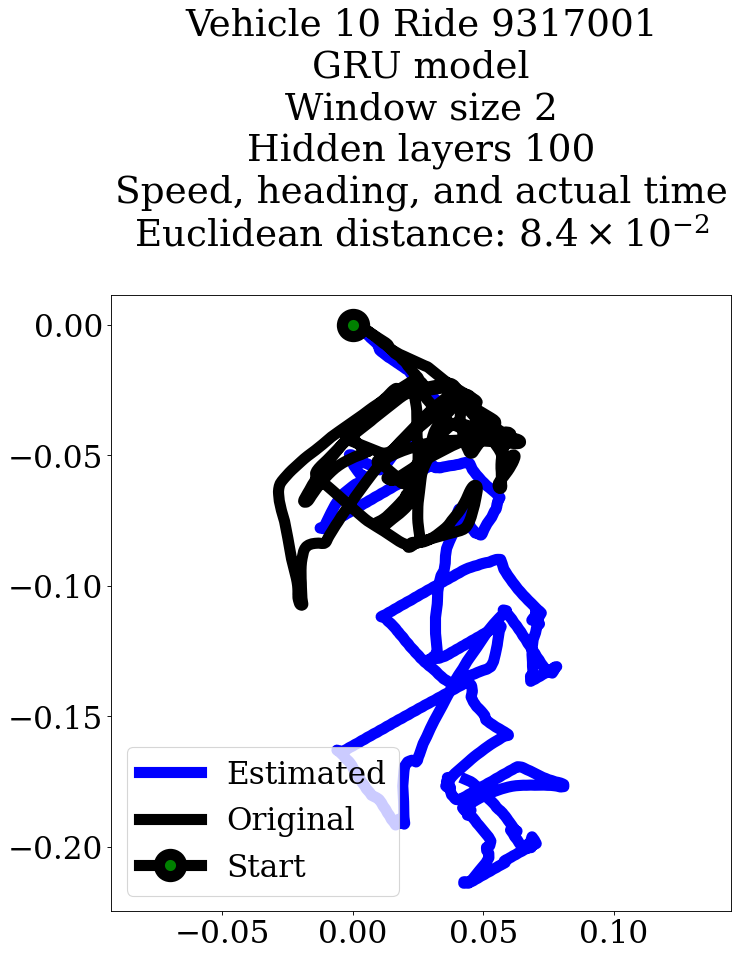 Vehicle 10 Ride 9317001
GRU model
Window size 2
Hidden layers 100
Speed, heading, and actual time
Euclidean distance: 8.4 × 10⁻²
0.00
−0.05
−0.10
−0.15
−0.20
Estimated
Original
Start
−0.05 0.00 0.05 0.10